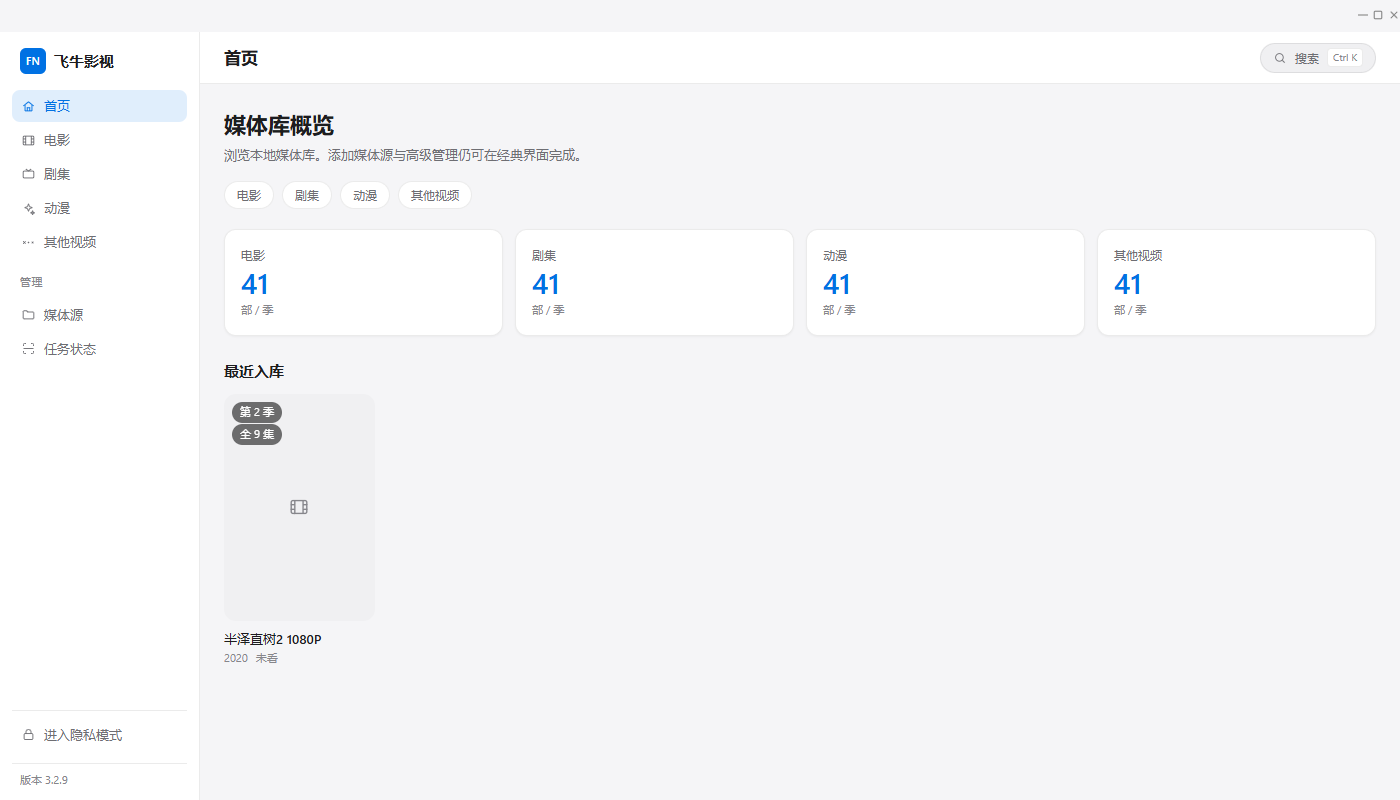 FN 飞牛影视
首页
电影
剧集
动漫
其他视频
管理
媒体源
任务状态
进入隐私模式
版本 3.2.9
首页
搜索 Ctrl K
媒体库概览
浏览本地媒体库。添加媒体源与高级管理仍可在经典界面完成。
电影 剧集 动漫 其他视频
电影
41
部 / 季
剧集
41
部 / 季
动漫
41
部 / 季
其他视频
41
部 / 季
最近入库
第 2 季
全 9 集
半泽直树2 1080P
2020 未看